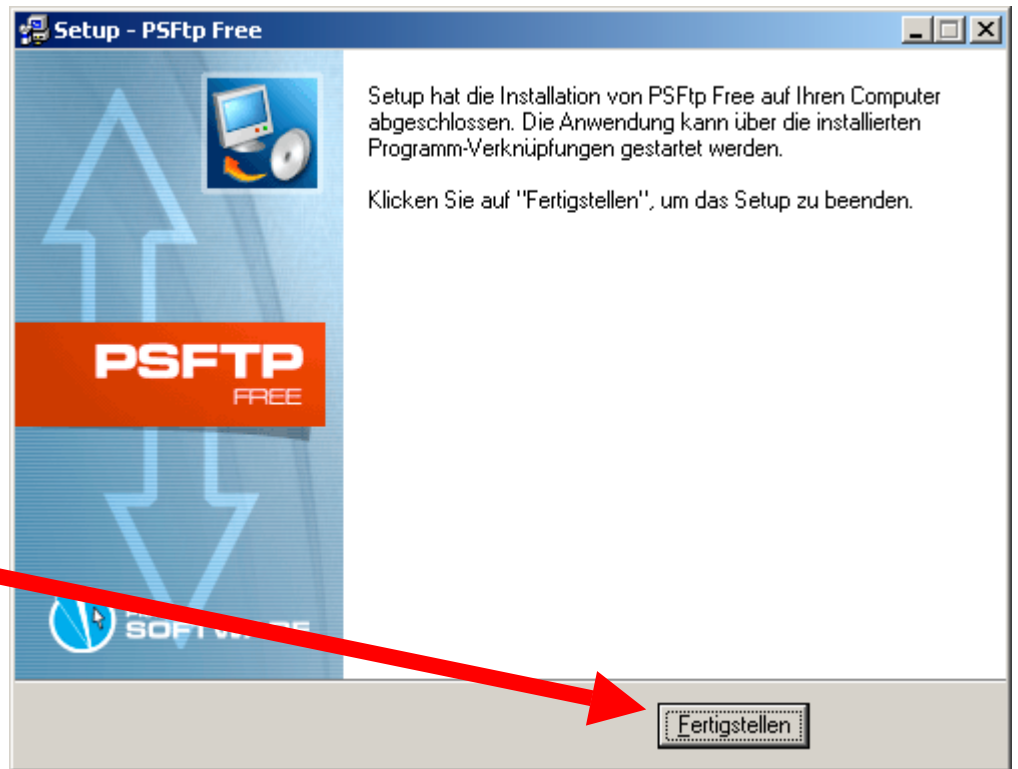 Setup - PSFtp Free
Setup hat die Installation von PSFtp Free auf Ihren Computer
abgeschlossen. Die Anwendung kann über die installierten
Programm-Verknüpfungen gestartet werden.
Klicken Sie auf "Fertigstellen", um das Setup zu beenden.
PSFTP
FREE
SOFTWARE
Fertigstellen